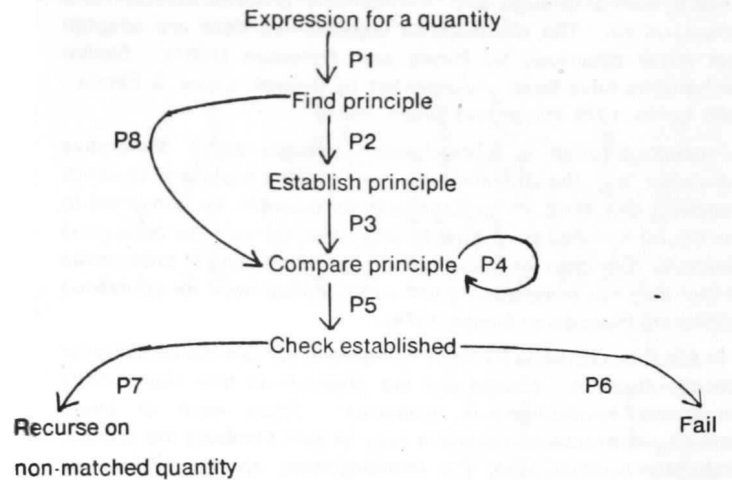 Expression for a quantity
P1
Find principle
P8
P2
Establish principle
P3
Compare principle
P4
P5
Check established
P7
P6
Recurse on
Fail
non-matched quantity